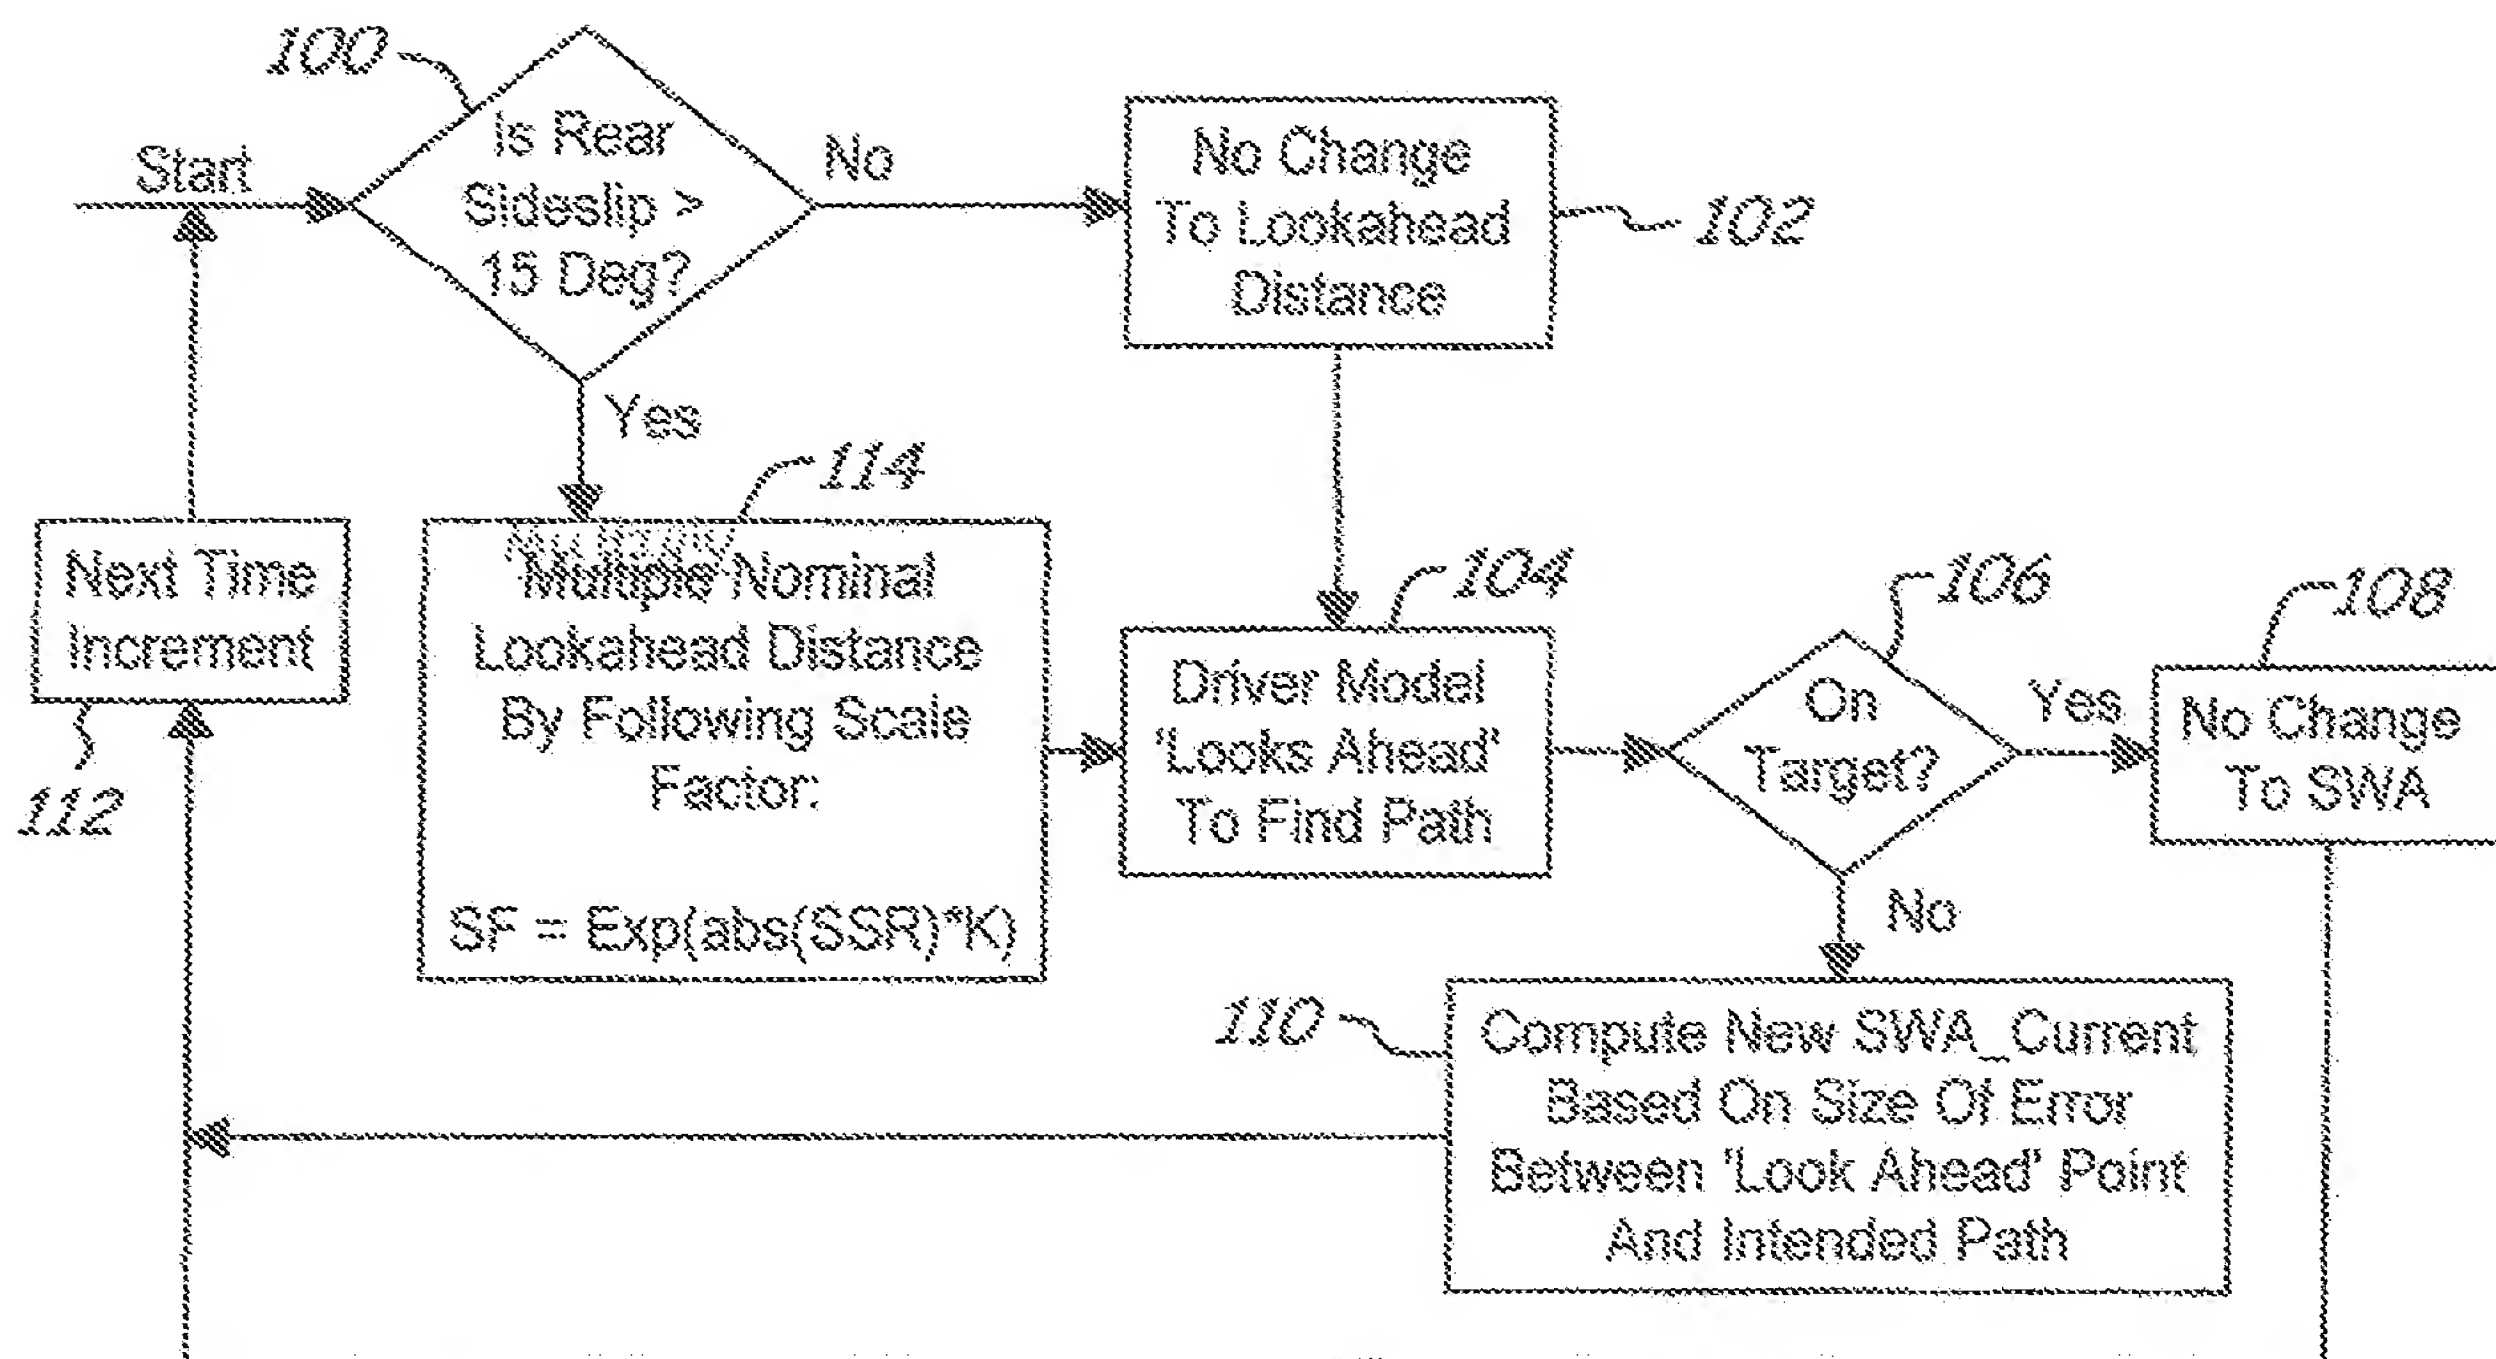 100
Start
Is Rear
Sideslip >
15 Deg?
No
No Change
To Lookahead
Distance
102
Yes
114
Next Time
Increment
112
Multiply
Multiple Nominal
Lookahead Distance
By Following Scale
Factor:
SF = Exp(abs(SSR)*K)
104
Driver Model
'Looks Ahead'
To Find Path
106
On
Target?
Yes
108
No Change
To SWA
No
110
Compute New SWA_Current
Based On Size Of Error
Between 'Look Ahead' Point
And Intended Path